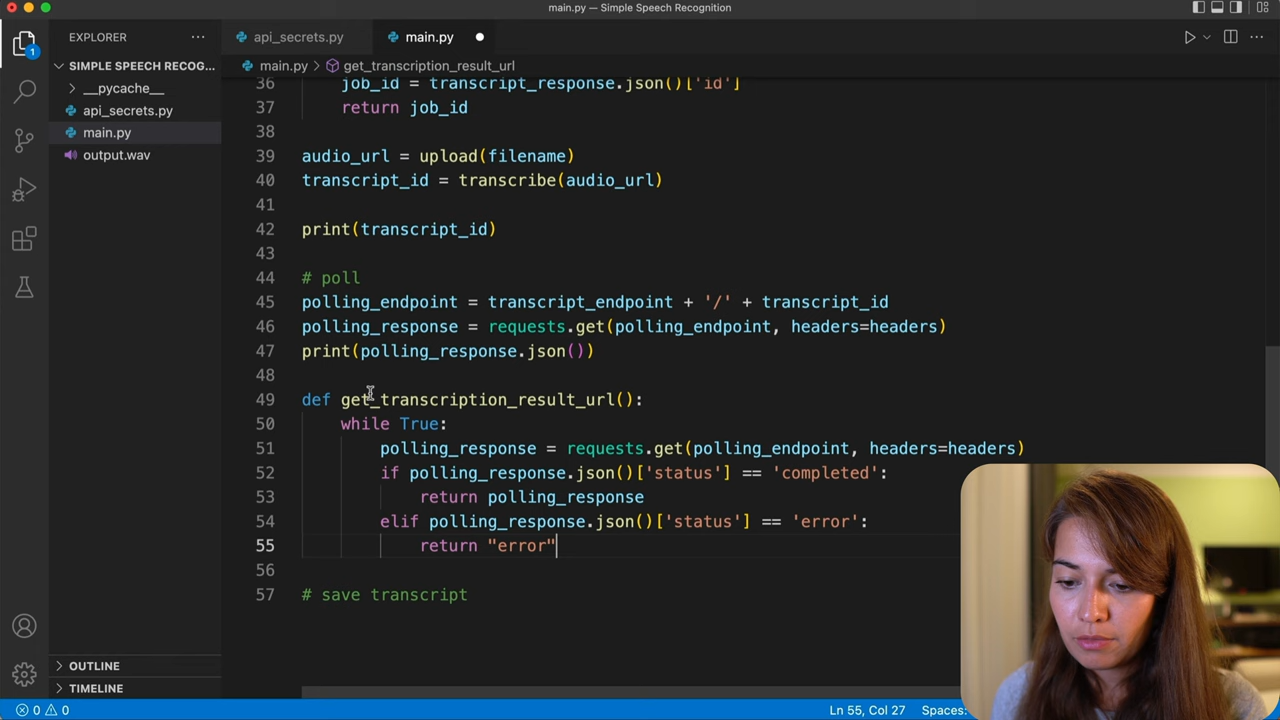 main.py — Simple Speech Recognition
EXPLORER
api_secrets.py
main.py
1
SIMPLE SPEECH RECOG...
main.py > get_transcription_result_url
__pycache__
api_secrets.py
main.py
output.wav
36 job_id = transcript_response.json()['id']
37 return job_id
38
39 audio_url = upload(filename)
40 transcript_id = transcribe(audio_url)
41
42 print(transcript_id)
43
44 # poll
45 polling_endpoint = transcript_endpoint + '/' + transcript_id
46 polling_response = requests.get(polling_endpoint, headers=headers)
47 print(polling_response.json())
48
49 def get_transcription_result_url():
50 while True:
51 polling_response = requests.get(polling_endpoint, headers=headers)
52 if polling_response.json()['status'] == 'completed':
53 return polling_response
54 elif polling_response.json()['status'] == 'error':
55 return "error"
56
57 # save transcript
OUTLINE
TIMELINE
0 0
Ln 55, Col 27
Spaces: